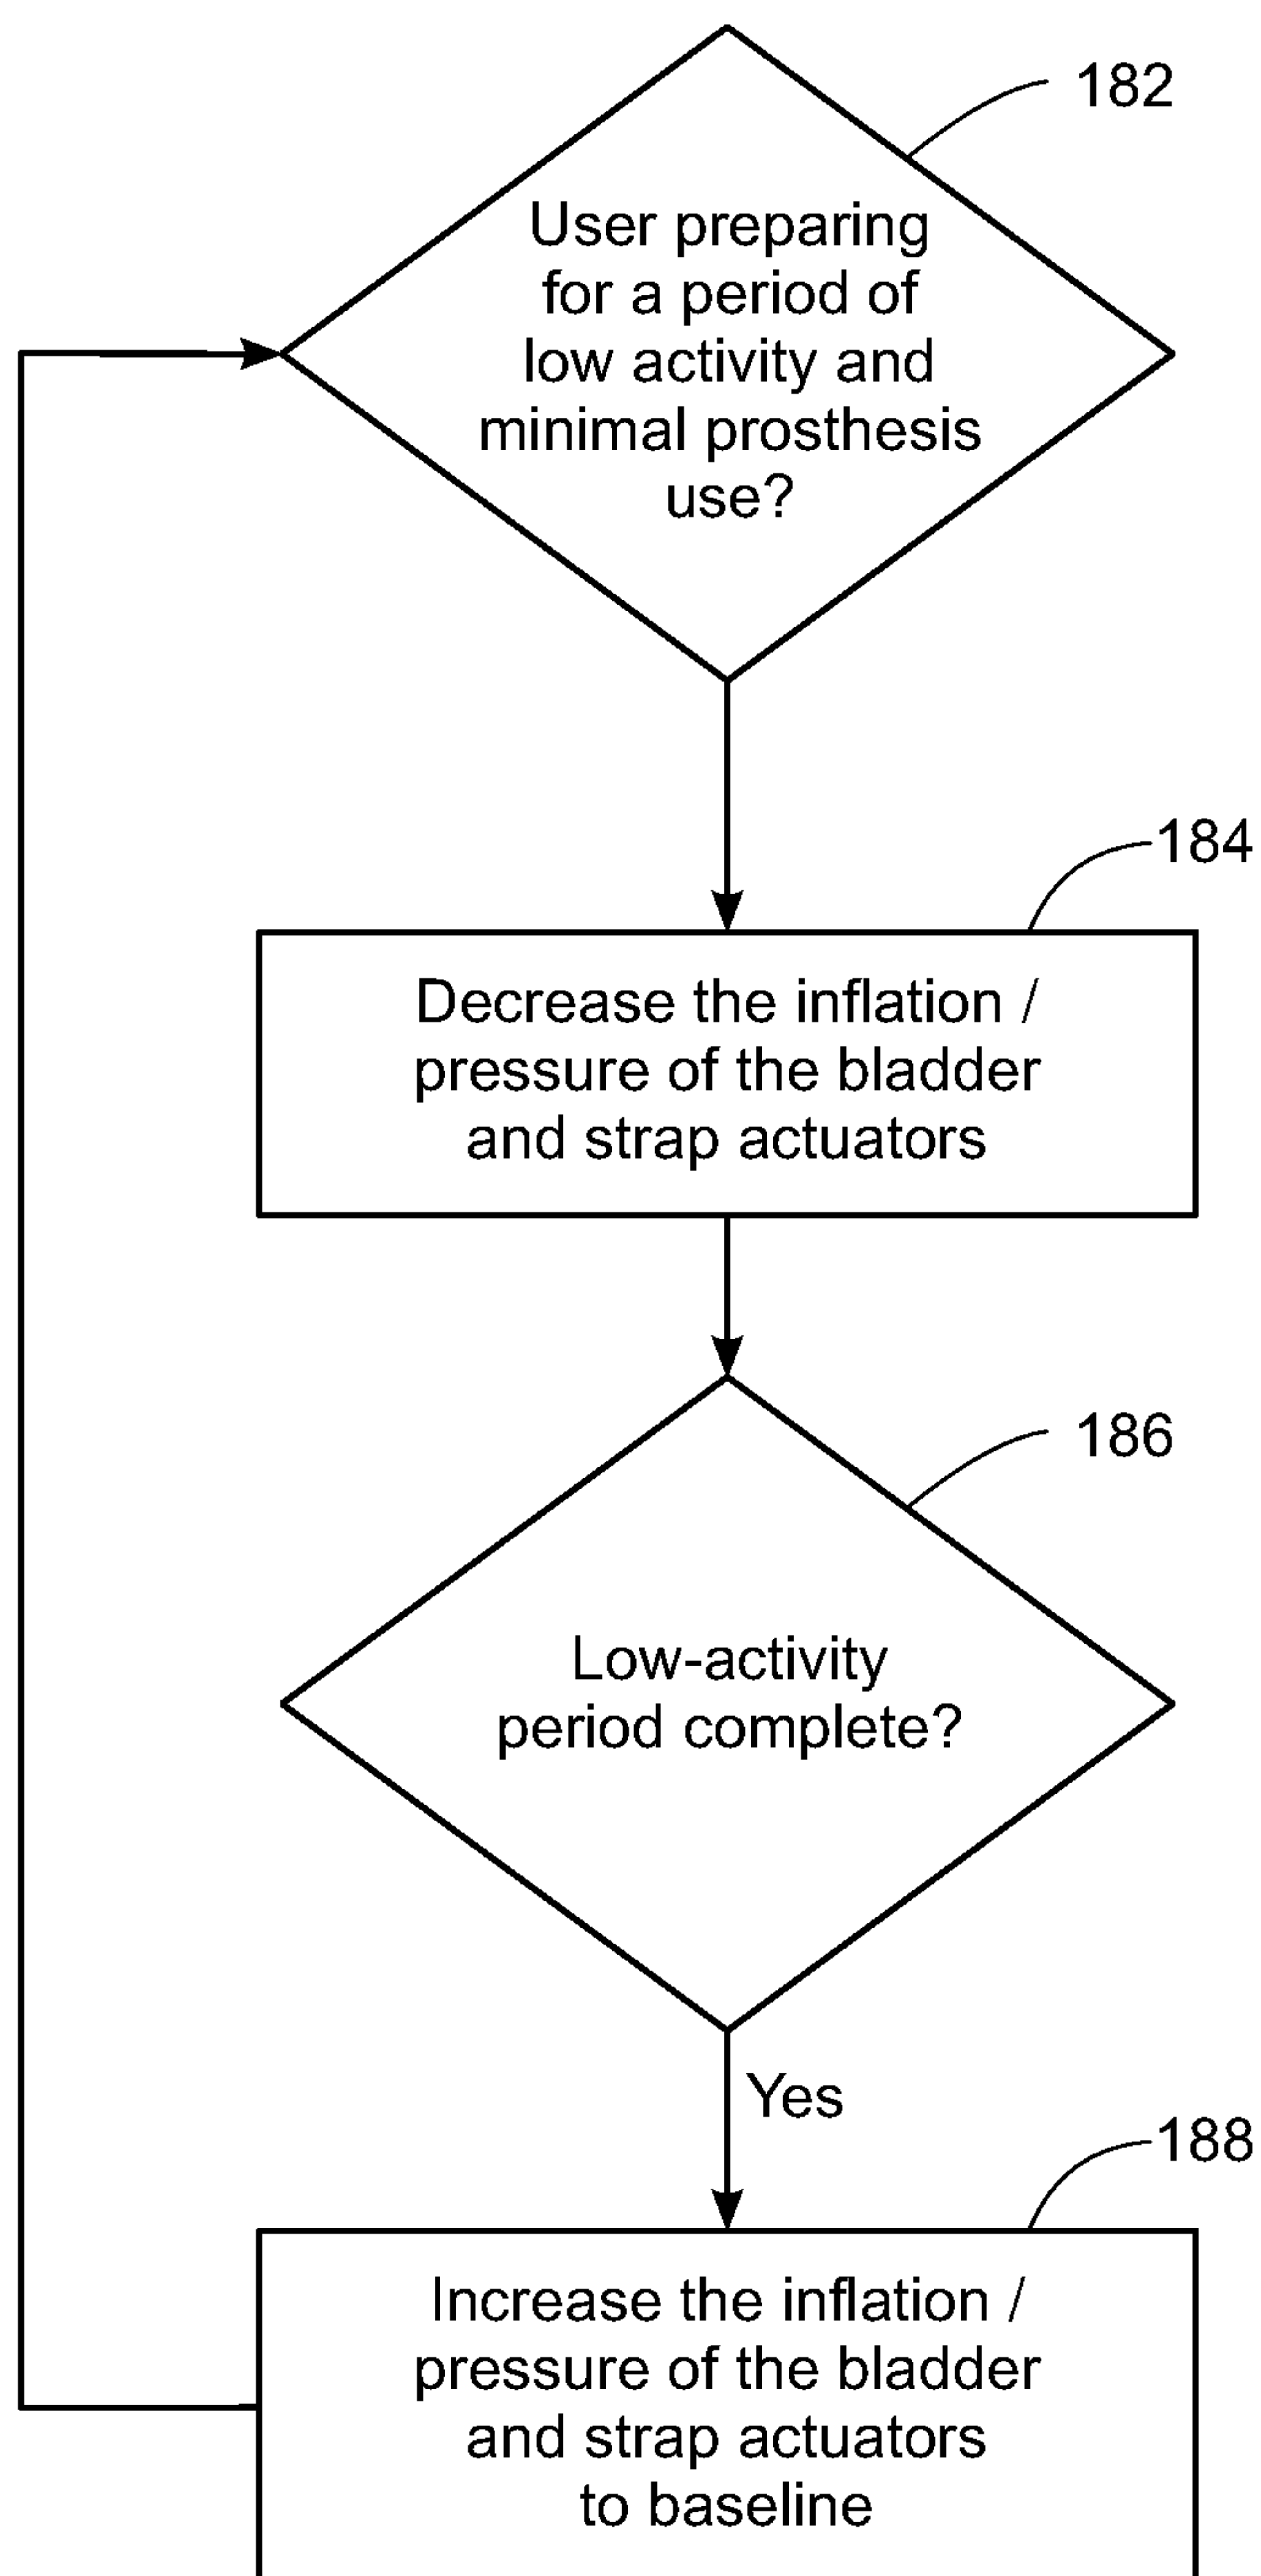 182
User preparing
for a period of
low activity and
minimal prosthesis
use?
184
Decrease the inflation /
pressure of the bladder
and strap actuators
186
Low-activity
period complete?
Yes
188
Increase the inflation /
pressure of the bladder
and strap actuators
to baseline